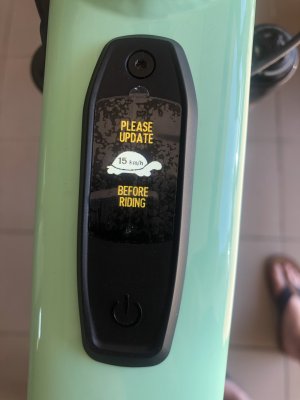 PLEASE
UPDATE
15 km/h
BEFORE
RIDING